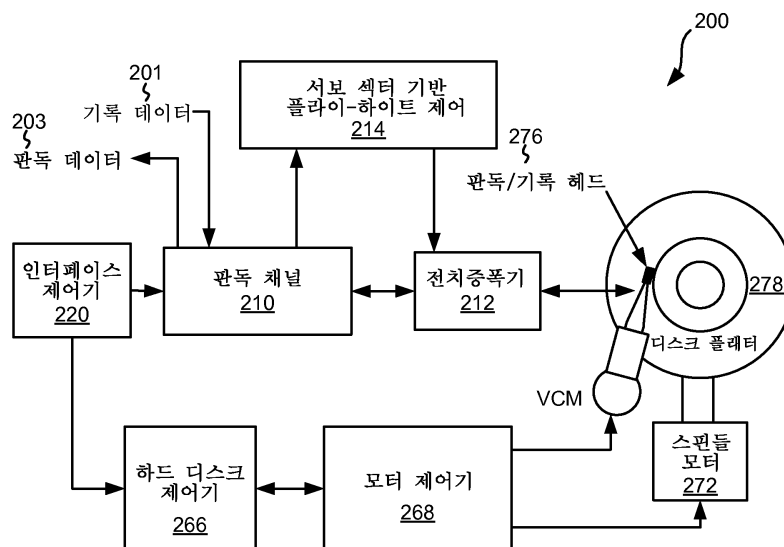 200
201
기록 데이터
203
판독 데이터
서보 섹터 기반
플라이-하이트 제어
214
276
판독/기록 헤드
인터페이스
제어기
220
판독 채널
210
전치증폭기
212
278
디스크 플래터
VCM
하드 디스크
제어기
266
모터 제어기
268
스핀들
모터
272